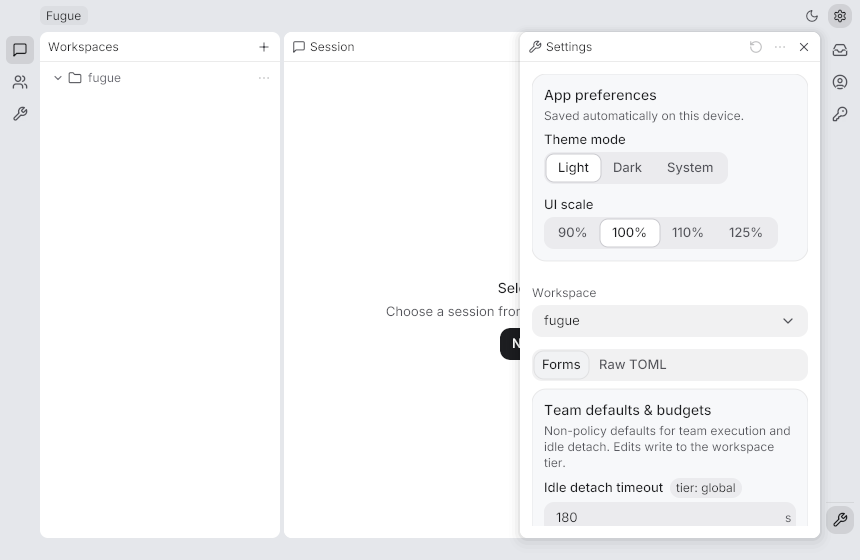 Fugue
Workspaces
fugue
Session
Choose a session
Settings
App preferences
Saved automatically on this device.
Theme mode
Light Dark System
UI scale
90% 100% 110% 125%
Workspace
fugue
Forms Raw TOML
Team defaults & budgets
Non-policy defaults for team execution and
idle detach. Edits write to the workspace
tier.
Idle detach timeout tier: global
180 s